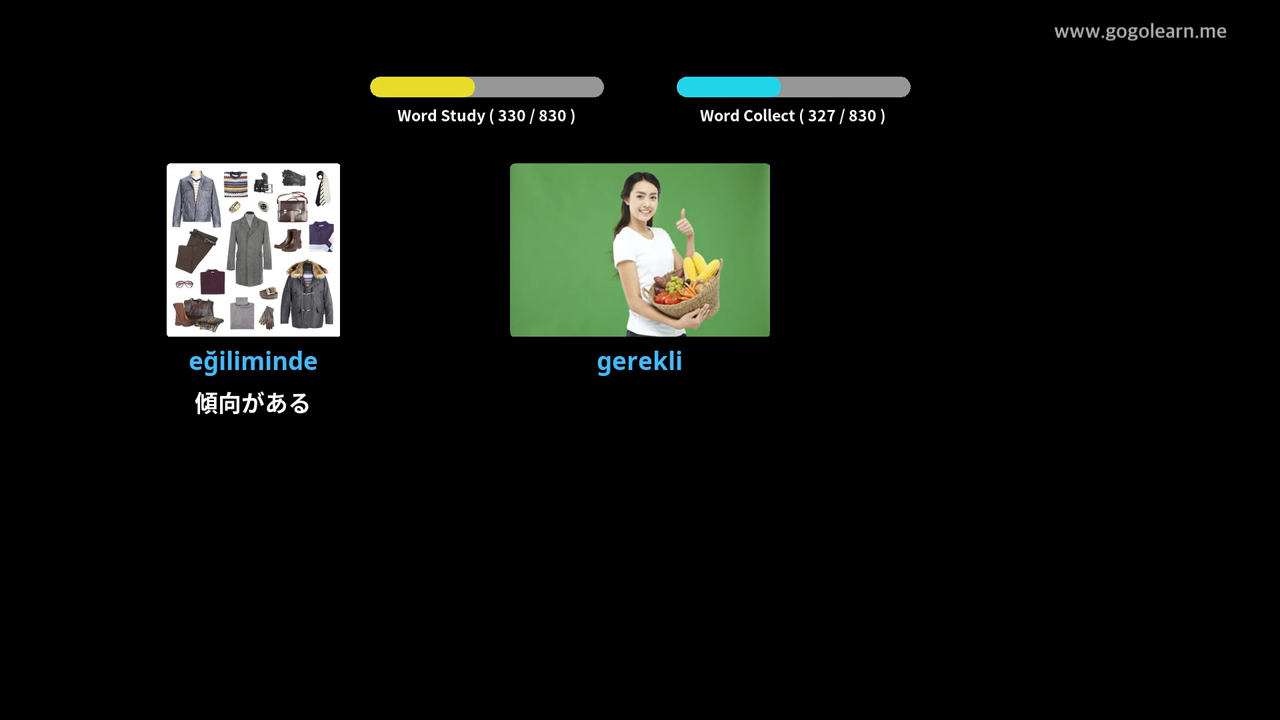 www.gogolearn.me
Word Study ( 330 / 830 )
Word Collect ( 327 / 830 )
eğiliminde
gerekli
傾向がある